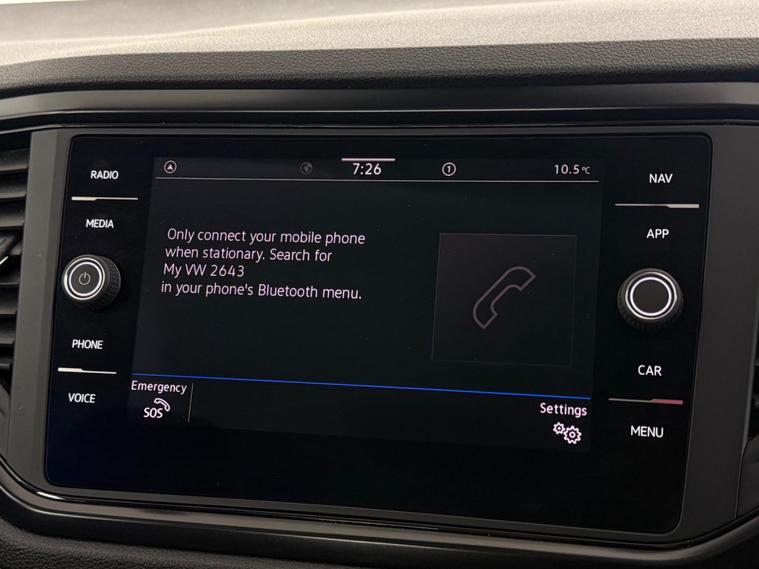 RADIO
MEDIA
PHONE
VOICE
7:26
1
10.5°C
Only connect your mobile phone
when stationary. Search for
My VW 2643
in your phone's Bluetooth menu.
Emergency
SOS
Settings
NAV
APP
CAR
MENU